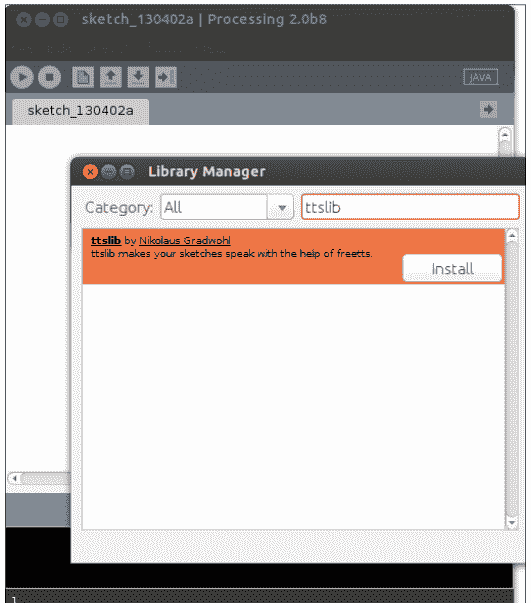 sketch_130402a | Processing 2.0b8
JAVA
sketch_130402a
Library Manager
Category: All ttslib
ttslib by Nikolaus Gradwohl
ttslib makes your sketches speak with the help of freetts.
Install
1